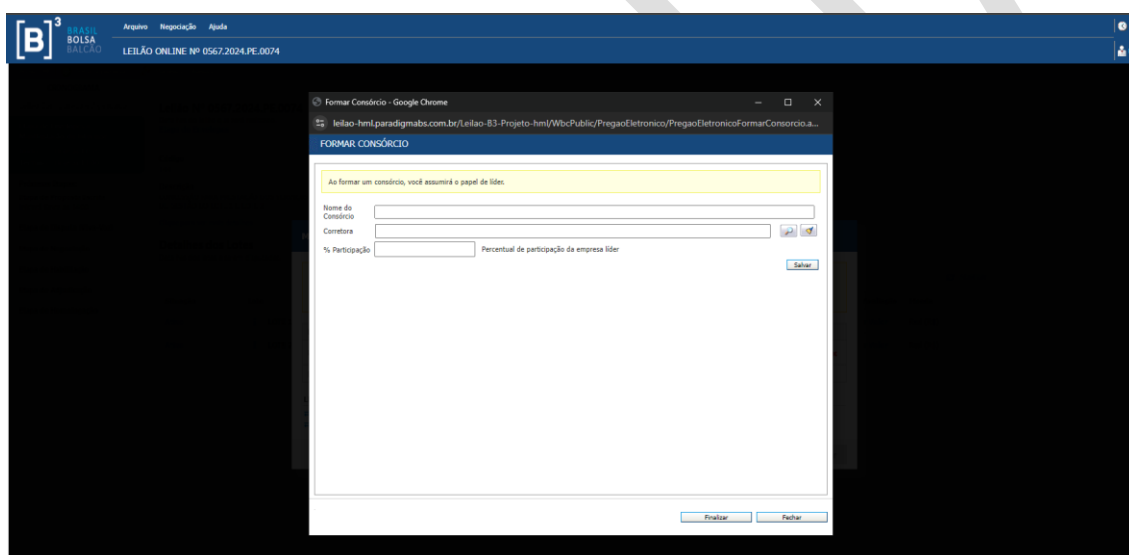 [B]³ BRASIL
BOLSA
BALCÃO
Arquivo Negociação Ajuda
LEILÃO ONLINE Nº 0567.2024.PE.0074
Formar Consórcio - Google Chrome
leilao-hml.paradigmabs.com.br/Leilao-B3-Projeto-hml/WbcPublic/PregaoEletronico/PregaoEletronicoFormarConsorcio.a...
FORMAR CONSÓRCIO
Ao formar um consórcio, você assumirá o papel de líder.
Nome do
Consórcio
Corretora
% Participação Percentual de participação da empresa líder
Salvar
Finalizar Fechar